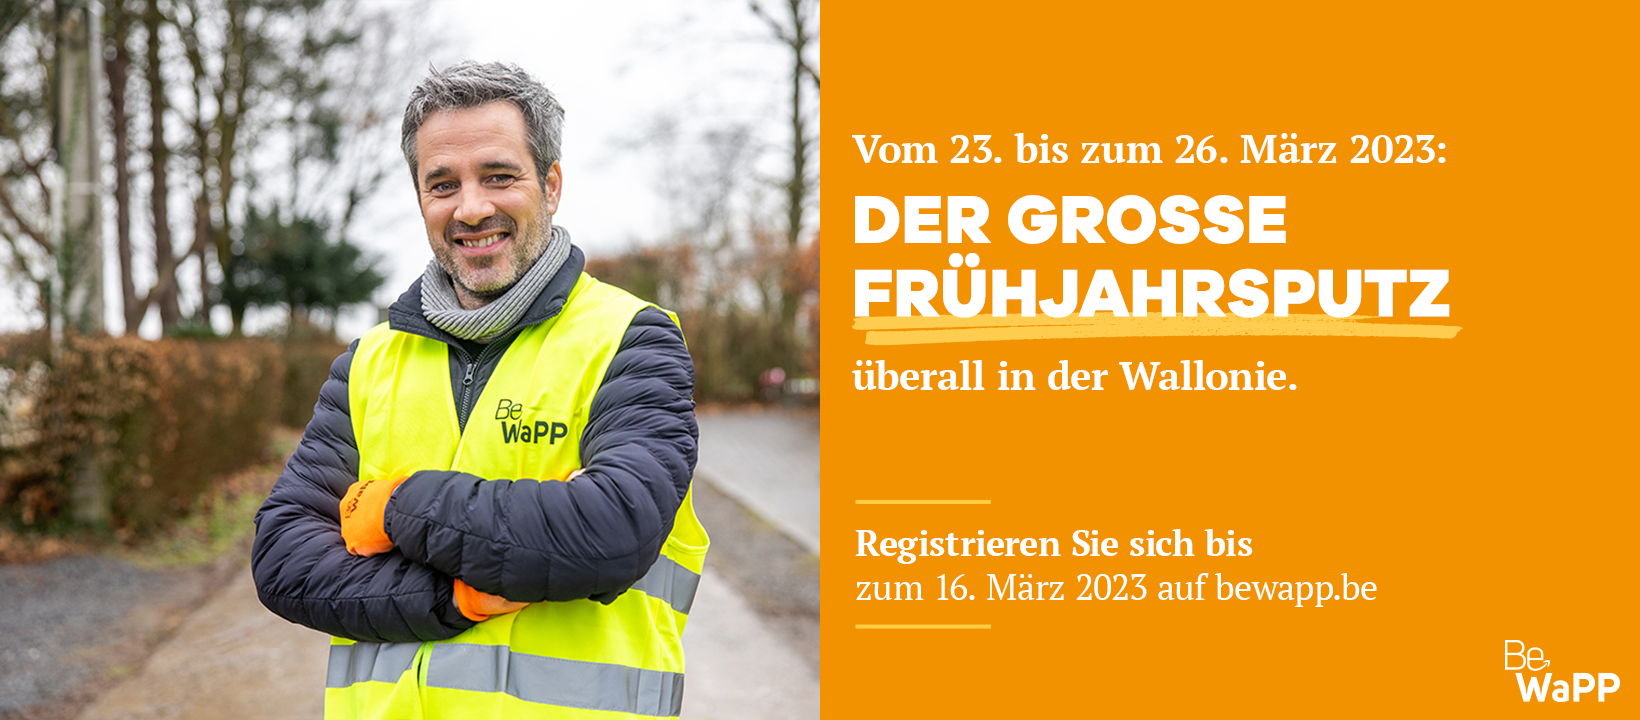 Vom 23. bis zum 26. März 2023:
DER GROSSE
FRÜHJAHRSPUTZ
überall in der Wallonie.
Registrieren Sie sich bis
zum 16. März 2023 auf bewapp.be
Be
WaPP
Be
WaPP